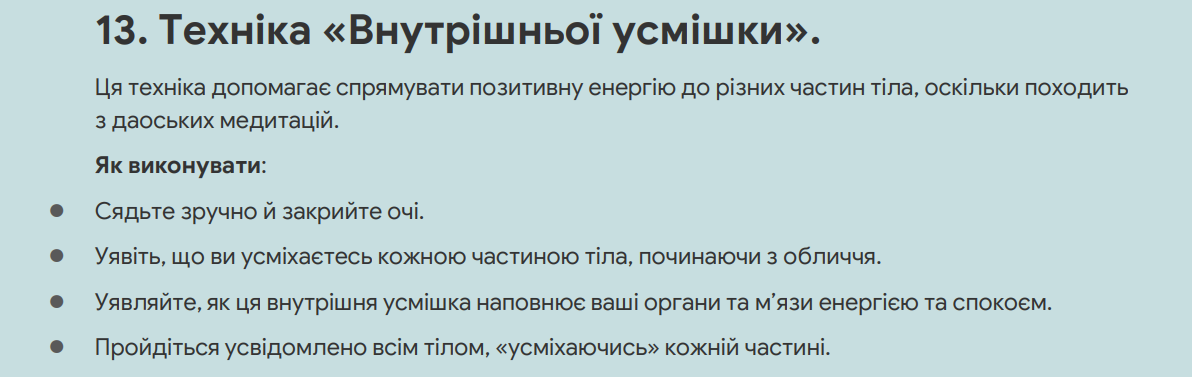 13. Техніка «Внутрішньої усмішки».
Ця техніка допомагає спрямувати позитивну енергію до різних частин тіла, оскільки походить
з даоських медитацій.
Як виконувати:
● Сядьте зручно й закрийте очі.
● Уявіть, що ви усміхаєтесь кожною частиною тіла, починаючи з обличчя.
● Уявляйте, як ця внутрішня усмішка наповнює ваші органи та м’язи енергією та спокоєм.
● Пройдіться усвідомлено всім тілом, «усміхаючись» кожній частині.